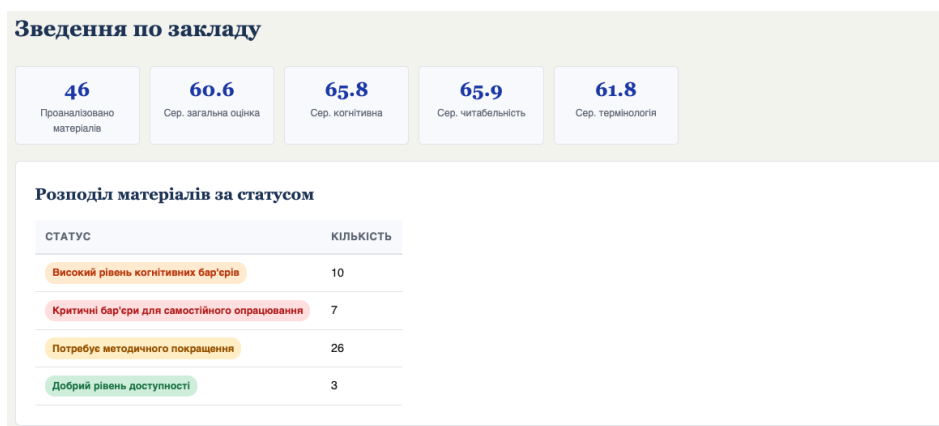 Зведення по закладу
46
Проаналізовано
матеріалів
60.6
Сер. загальна оцінка
65.8
Сер. когнітивна
65.9
Сер. читабельність
61.8
Сер. термінологія
Розподіл матеріалів за статусом
СТАТУС КІЛЬКІСТЬ
Високий рівень когнітивних бар'єрів 10
Критичні бар'єри для самостійного опрацювання 7
Потребує методичного покращення 26
Добрий рівень доступності 3